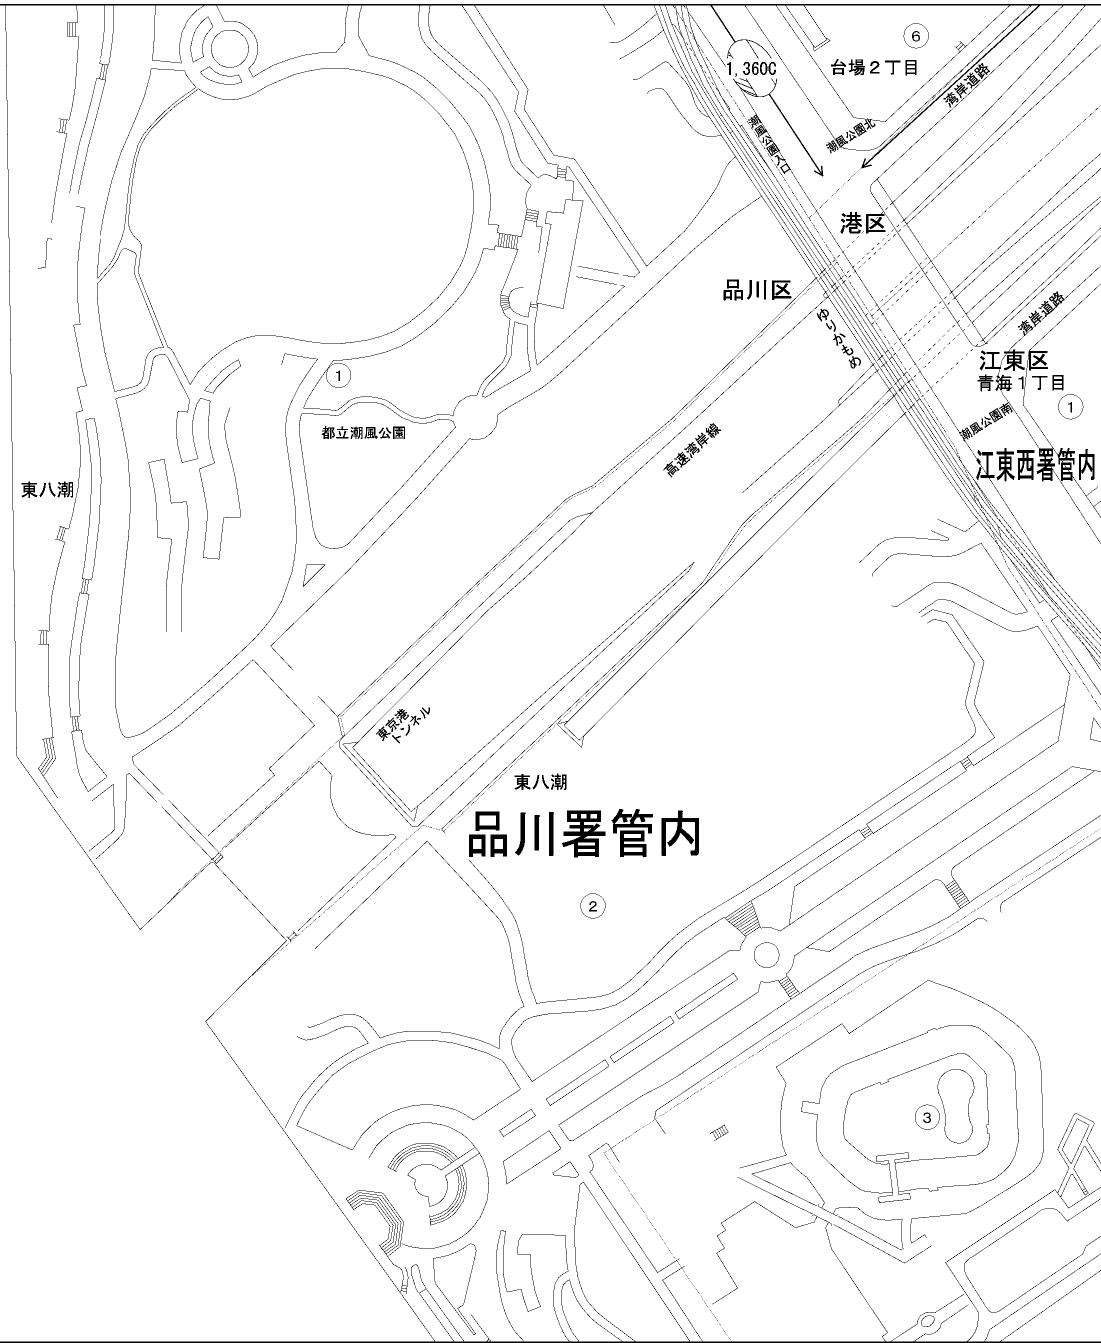 ⑥
1,360C
台場２丁目
湾岸道路
潮風公園北
潮風公園入口
港区
品川区
湾岸道路
ゆりかもめ
江東区
青海１丁目
①
①
潮風公園南
都立潮風公園
高速湾岸線
江東西署管内
東八潮
東京港
トンネル
東八潮
品川署管内
②
③